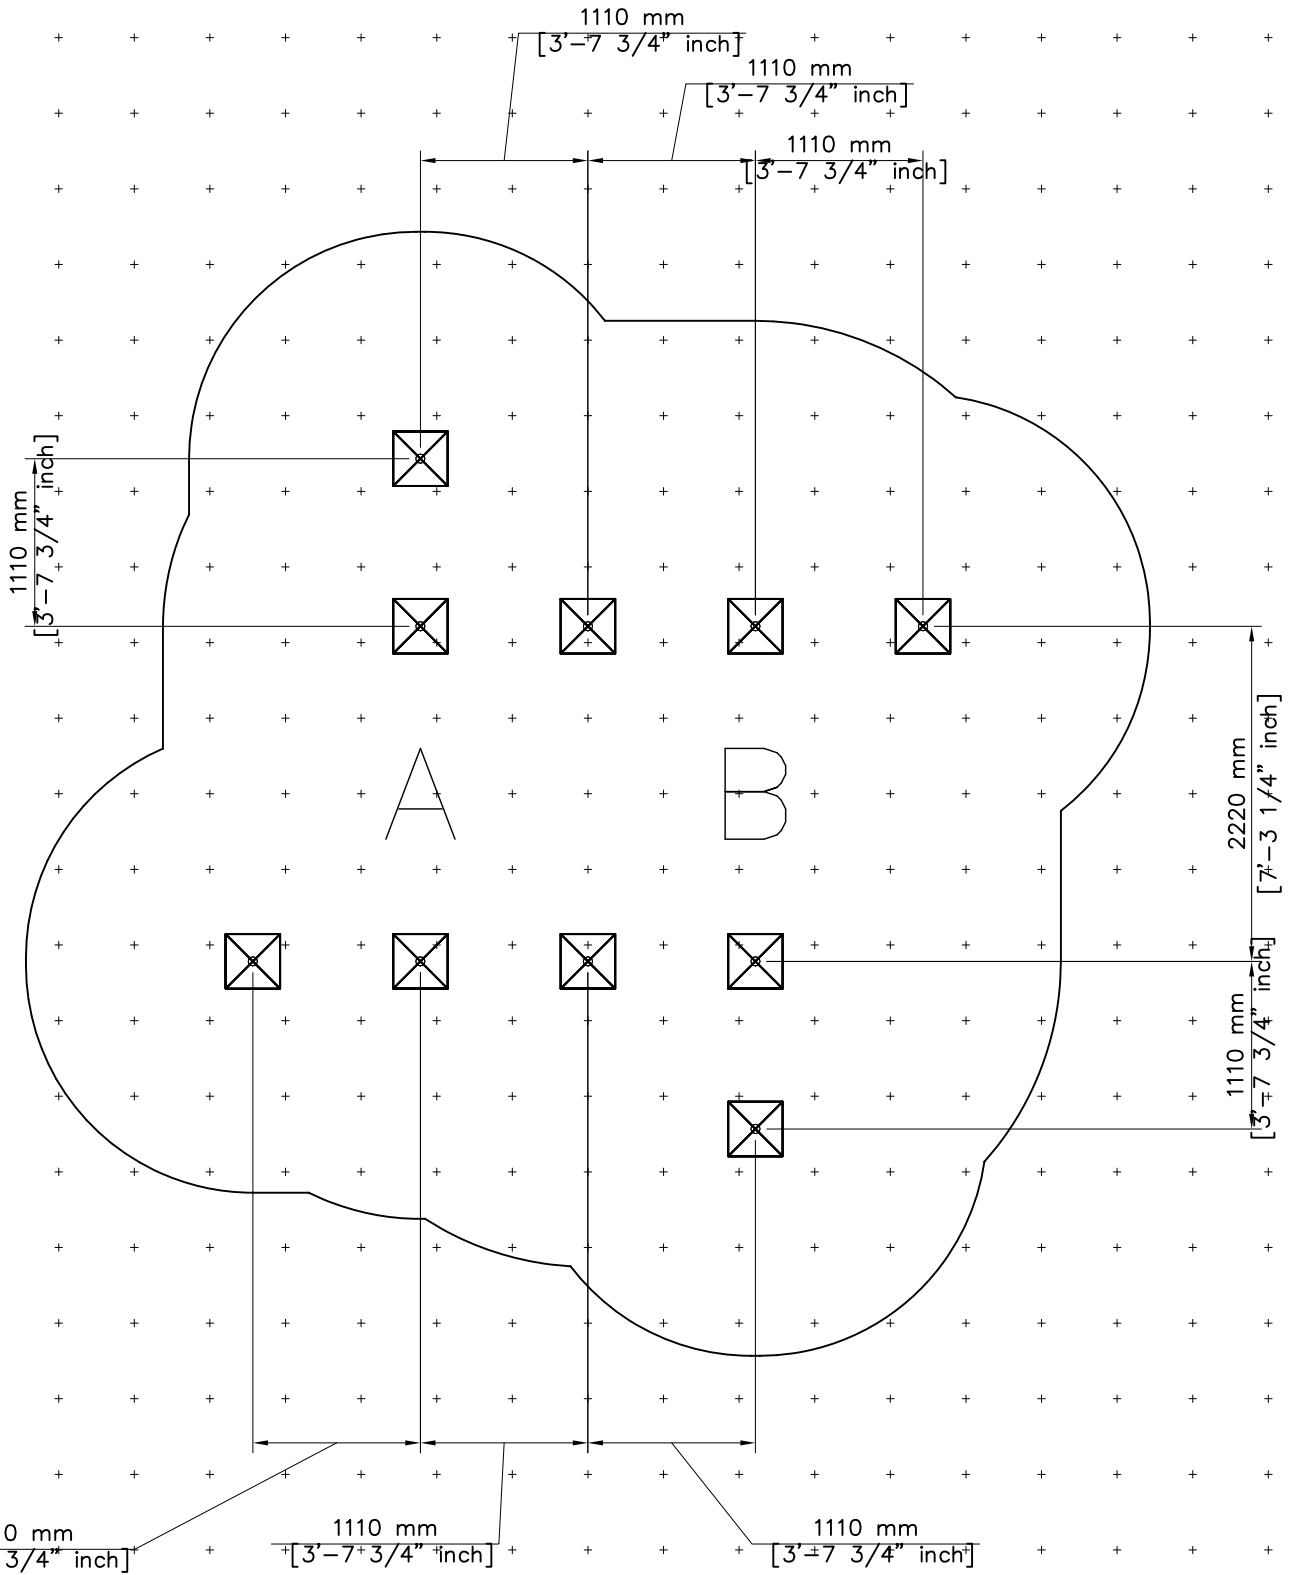 1110 mm
[3'-7 3/4" inch]
1110 mm
[3'-7 3/4" inch]
1110 mm
[3'-7 3/4" inch]
1110 mm
[3'-7 3/4" inch]
A
B
2220 mm
[7'-3 1/4" inch]
1110 mm
[3'-7 3/4" inch]
0 mm
3/4" inch]
1110 mm
[3'-7 3/4" inch]
1110 mm
[3'-7 3/4" inch]